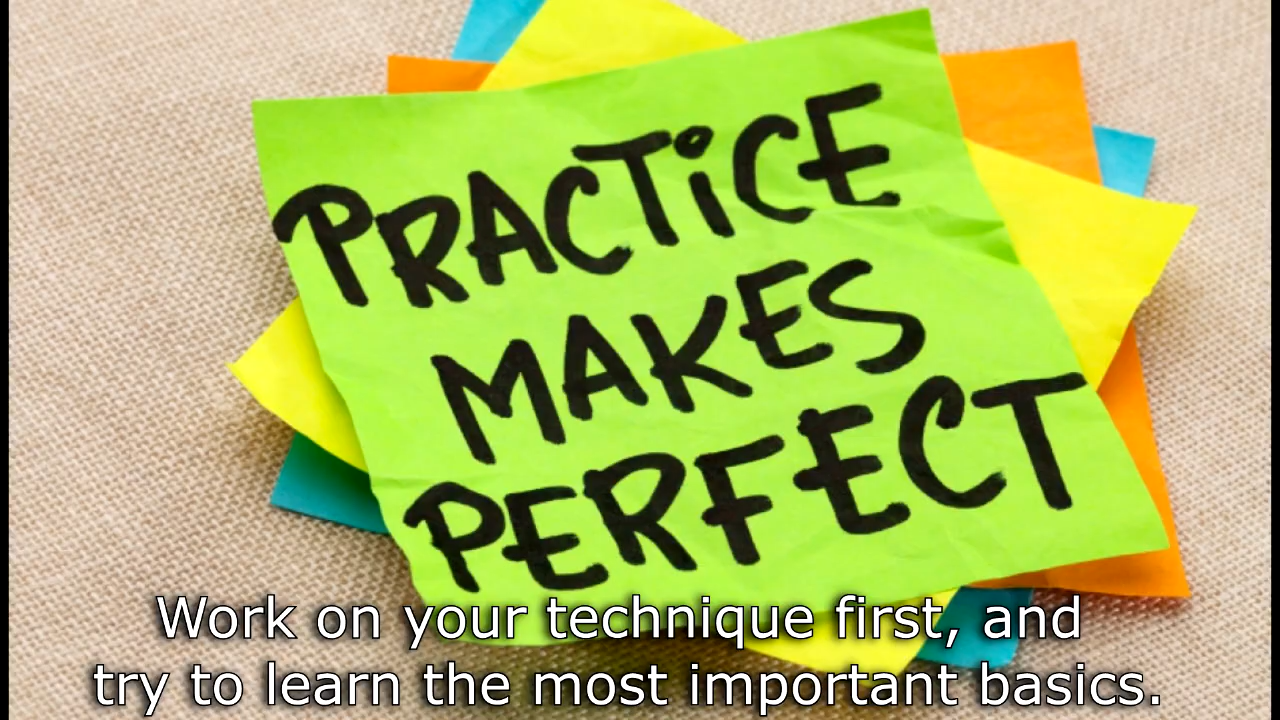 PRACTiCE
MAKES
PERFECT
Work on your technique first, and
try to learn the most important basics.